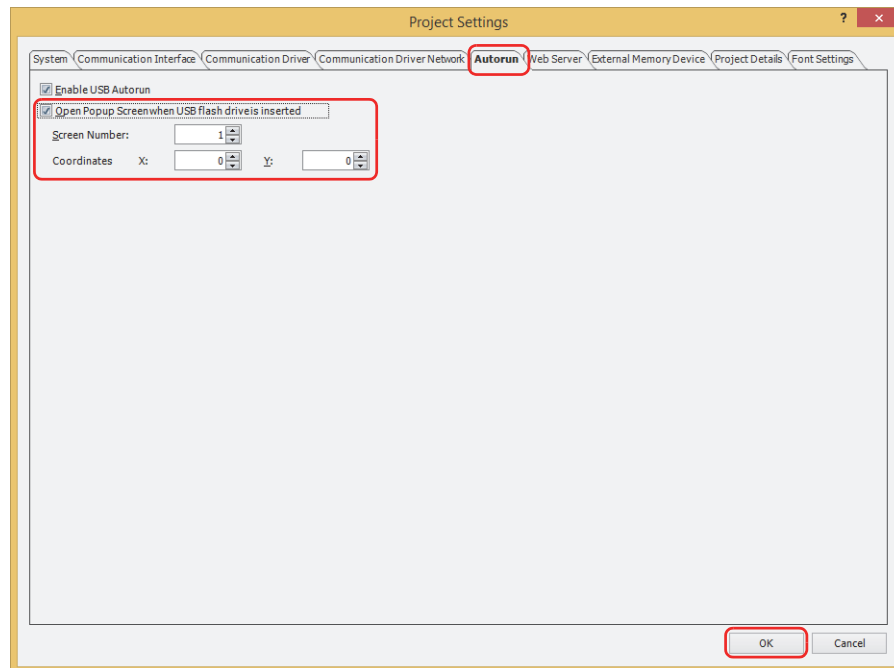 Project Settings
?
×
System Communication Interface Communication Driver Communication Driver Network Autorun Web Server External Memory Device Project Details Font Settings
Enable USB Autorun
Open Popup Screen when USB flash drive is inserted
Screen Number: 1
Coordinates X: 0 Y: 0
OK Cancel